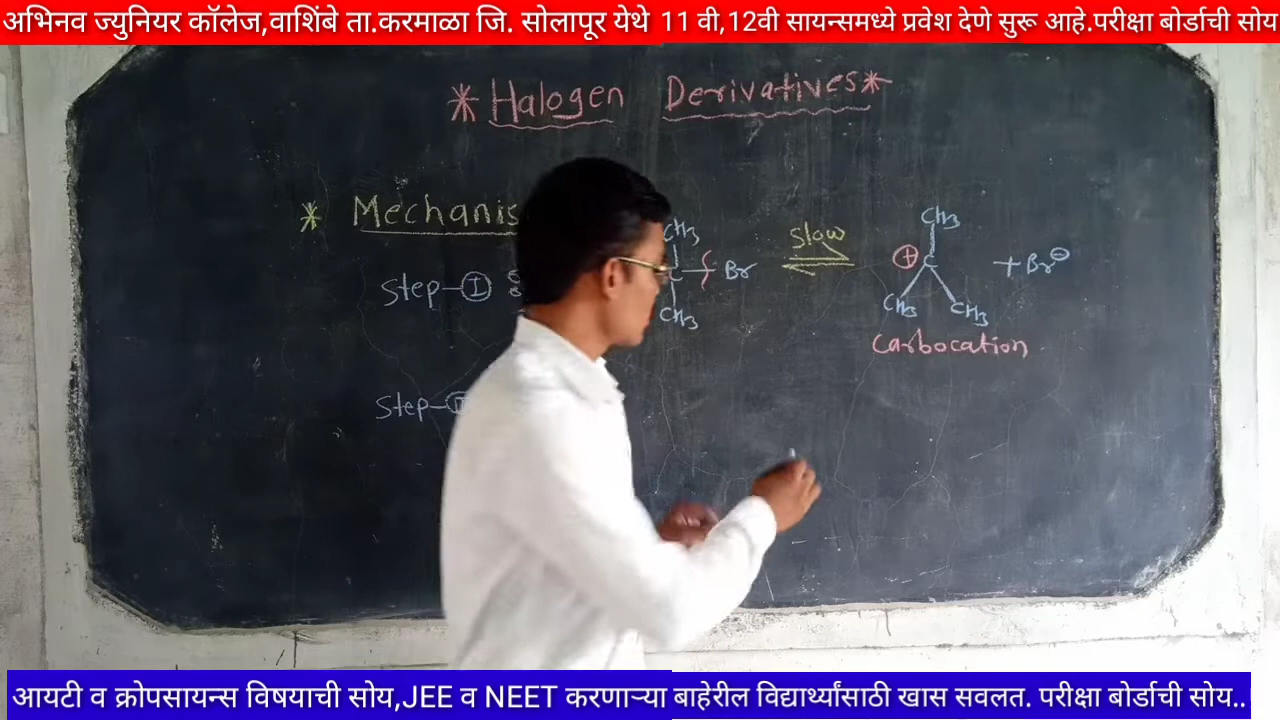 अभिनव ज्युनियर कॉलेज,वाशिंबे ता.करमाळा जि. सोलापूर येथे 11 वी,12वी सायन्समध्ये प्रवेश देणे सुरू आहे.परीक्षा बोर्डाची सोय
* Halogen Derivatives *
* Mechanis
CH3
CH3
Slow
Step-I
C
Br
⊕
C
+ Br⊖
CH3
CH3
CH3
Carbocation
Step-
आयटी व क्रोपसायन्स विषयाची सोय,JEE व NEET करणाऱ्या बाहेरील विद्यार्थ्यांसाठी खास सवलत. परीक्षा बोर्डाची सोय..